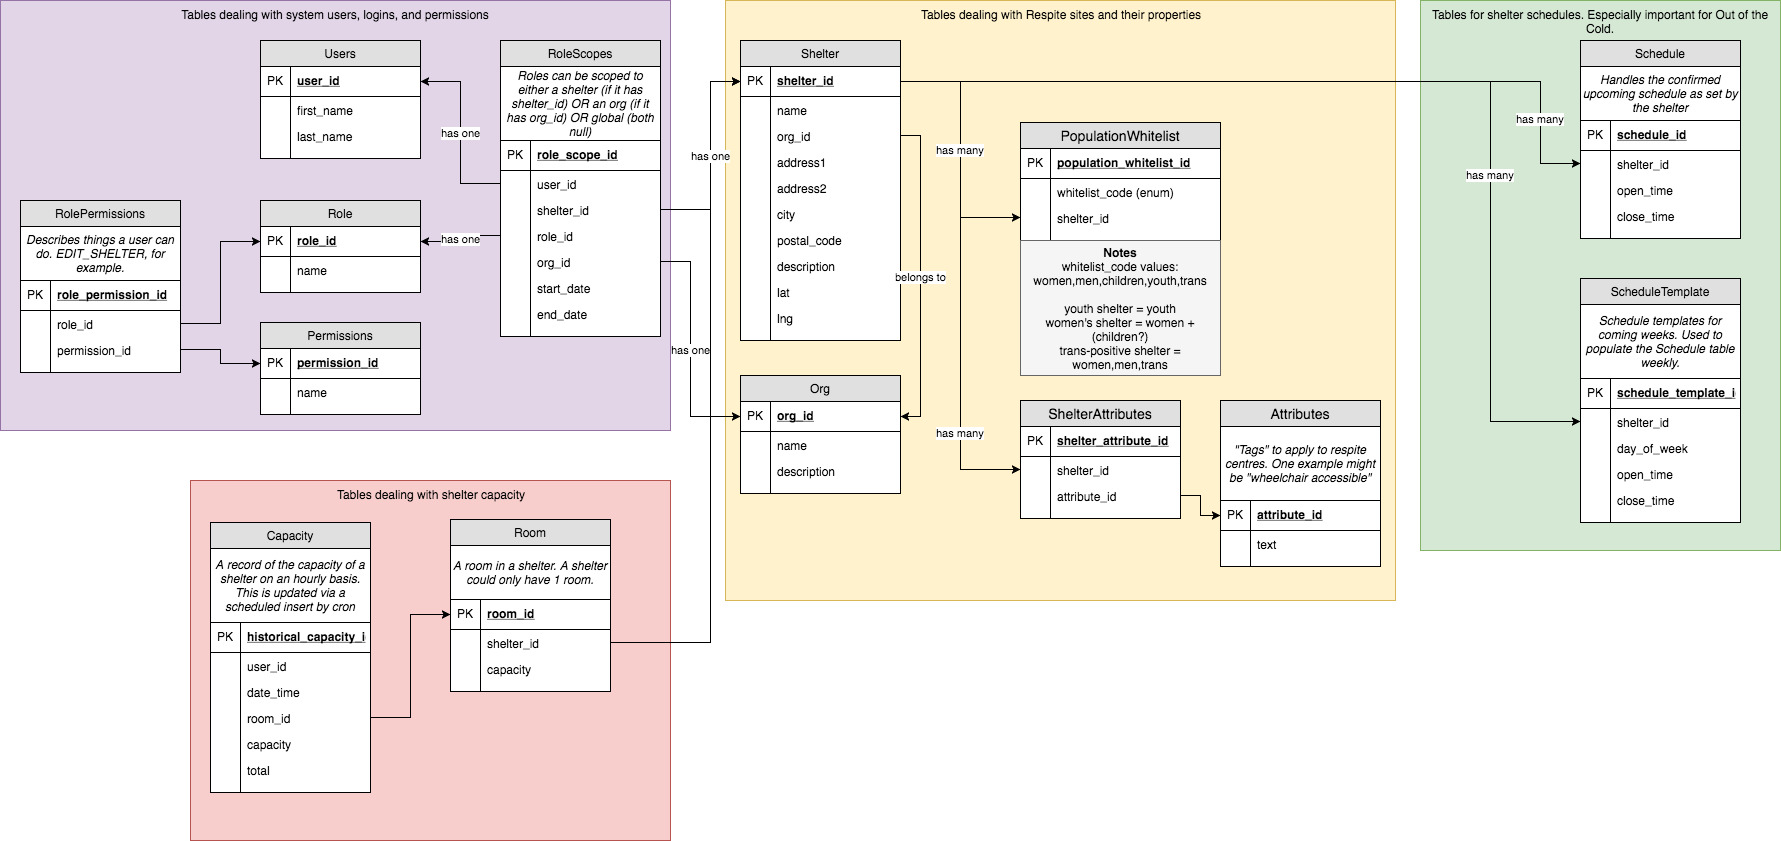 Tables dealing with system users, logins, and permissions
Users
PK user_id
first_name
last_name
RoleScopes
Roles can be scoped to
either a shelter (if it has
shelter_id) OR an org (if it
has org_id) OR global (both
null)
PK role_scope_id
user_id
shelter_id
role_id
org_id
start_date
end_date
has one
has one
RolePermissions
Describes things a user can
do. EDIT_SHELTER, for
example.
PK role_permission_id
role_id
permission_id
Role
PK role_id
name
Permissions
PK permission_id
name
has one
has one
Tables dealing with Respite sites and their properties
Shelter
PK shelter_id
name
org_id
address1
address2
city
postal_code
description
lat
lng
belongs to
Org
PK org_id
name
description
has many
PopulationWhitelist
PK population_whitelist_id
whitelist_code (enum)
shelter_id
Notes
whitelist_code values:
women,men,children,youth,trans
youth shelter = youth
women's shelter = women +
(children?)
trans-positive shelter =
women,men,trans
has many
ShelterAttributes
PK shelter_attribute_id
shelter_id
attribute_id
Attributes
"Tags" to apply to respite
centres. One example might
be "wheelchair accessible"
PK attribute_id
text
Tables for shelter schedules. Especially important for Out of the
Cold.
Schedule
Handles the confirmed
upcoming schedule as set by
the shelter
PK schedule_id
shelter_id
open_time
close_time
has many
has many
ScheduleTemplate
Schedule templates for
coming weeks. Used to
populate the Schedule table
weekly.
PK schedule_template_i
shelter_id
day_of_week
open_time
close_time
Tables dealing with shelter capacity
Capacity
A record of the capacity of a
shelter on an hourly basis.
This is updated via a
scheduled insert by cron
PK historical_capacity_i
user_id
date_time
room_id
capacity
total
Room
A room in a shelter. A shelter
could only have 1 room.
PK room_id
shelter_id
capacity